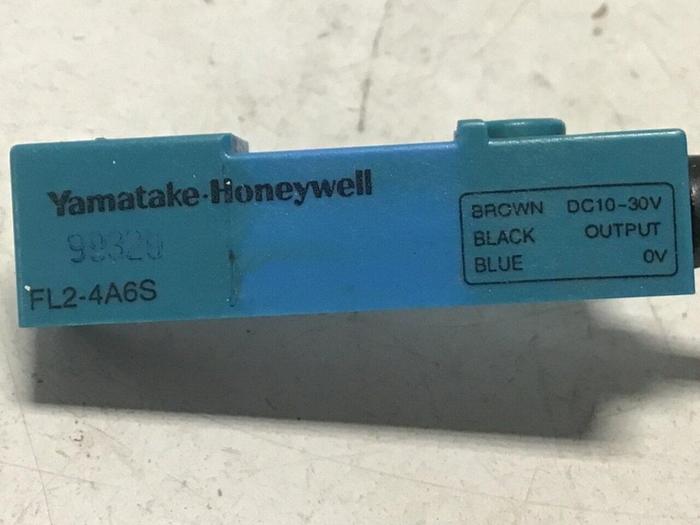 Yamatake·Honeywell
FL2-4A6S
BROWN DC10-30V
BLACK OUTPUT
BLUE 0V